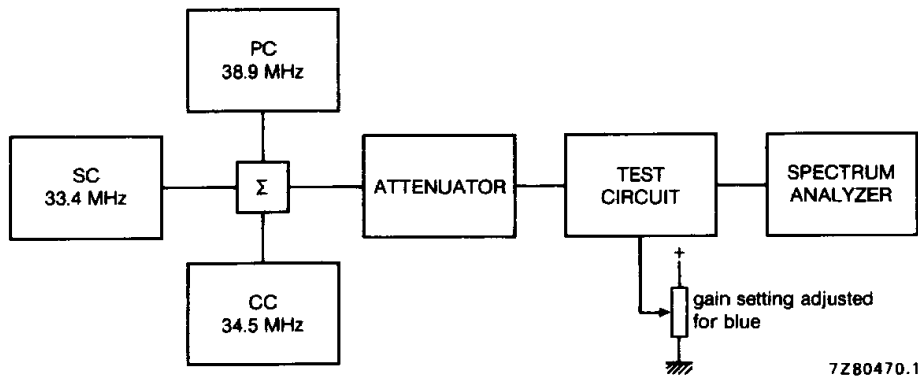 PC
38.9 MHz
SC
33.4 MHz
Σ
ATTENUATOR
TEST
CIRCUIT
SPECTRUM
ANALYZER
CC
34.5 MHz
+
gain setting adjusted
for blue
7Z80470.1